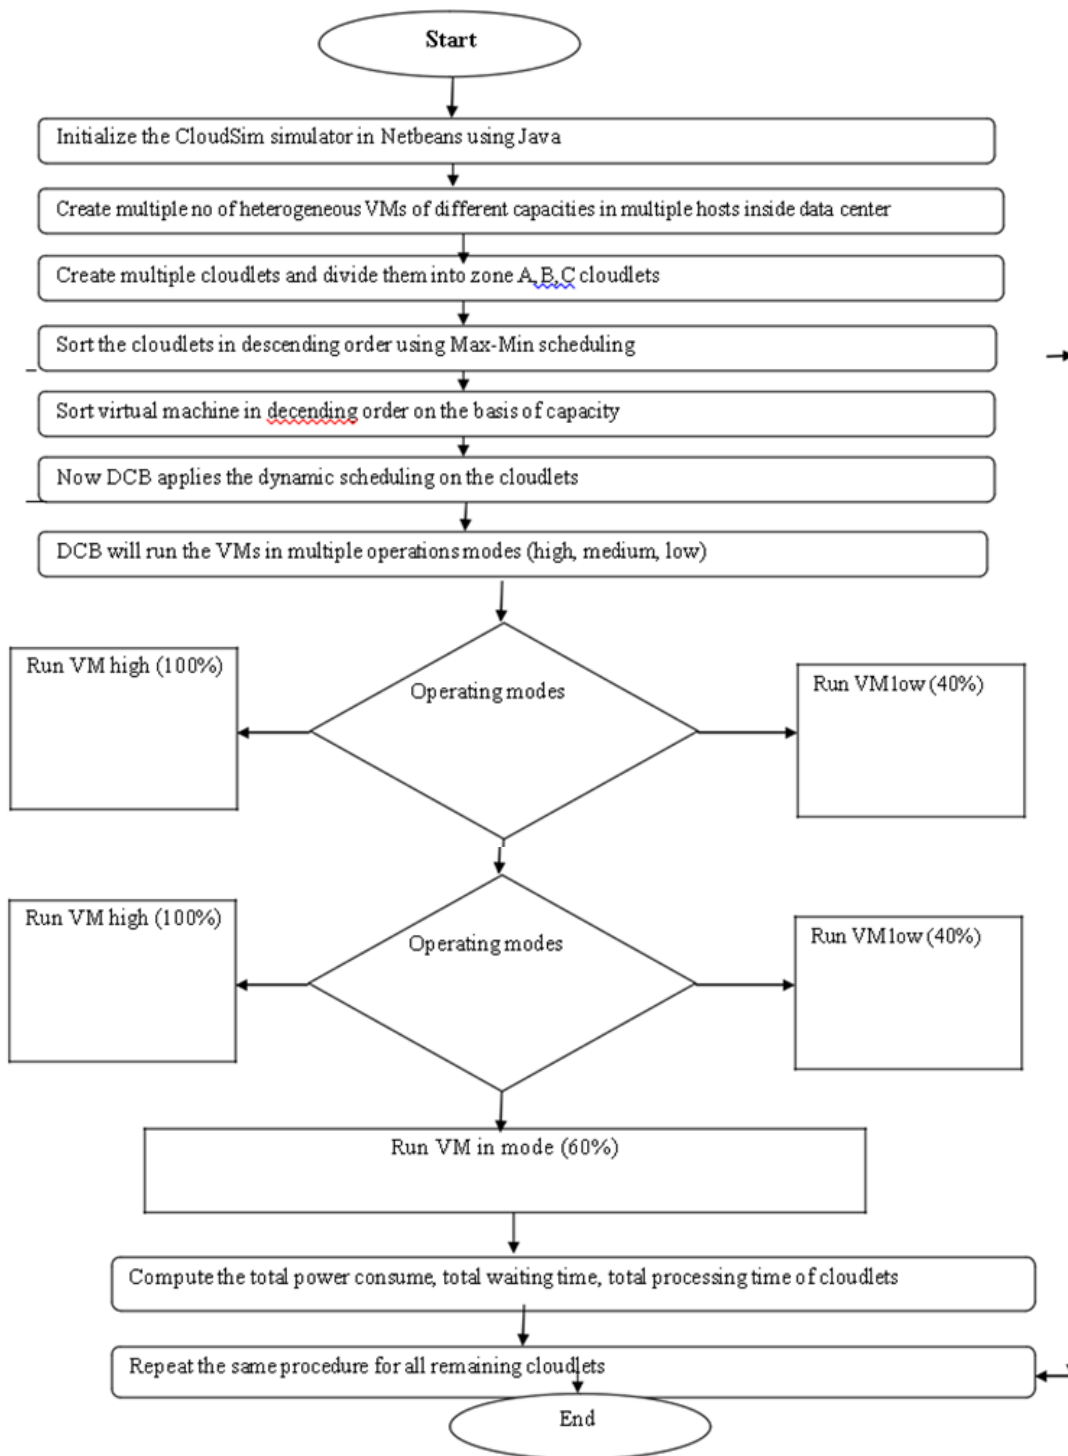 Start
Initialize the CloudSim simulator in Netbeans using Java
Create multiple no of heterogeneous VMs of different capacities in multiple hosts inside data center
Create multiple cloudlets and divide them into zone A,B,C cloudlets
Sort the cloudlets in descending order using Max-Min scheduling
Sort virtual machine in decending order on the basis of capacity
Now DCB applies the dynamic scheduling on the cloudlets
DCB will run the VMs in multiple operations modes (high, medium, low)
Run VM high (100%)
Operating modes
Run VM low (40%)
Run VM high (100%)
Operating modes
Run VM low (40%)
Run VM in mode (60%)
Compute the total power consume, total waiting time, total processing time of cloudlets
Repeat the same procedure for all remaining cloudlets
End